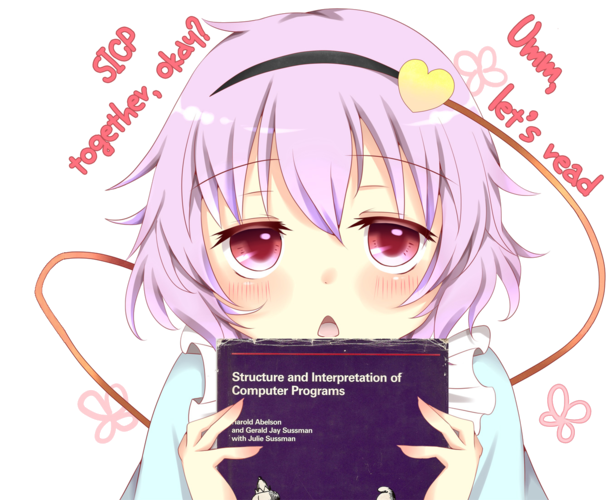 Umm,
let's read
SICP
together, okay?
Structure and Interpretation of
Computer Programs
Harold Abelson
and Gerald Jay Sussman
with Julie Sussman